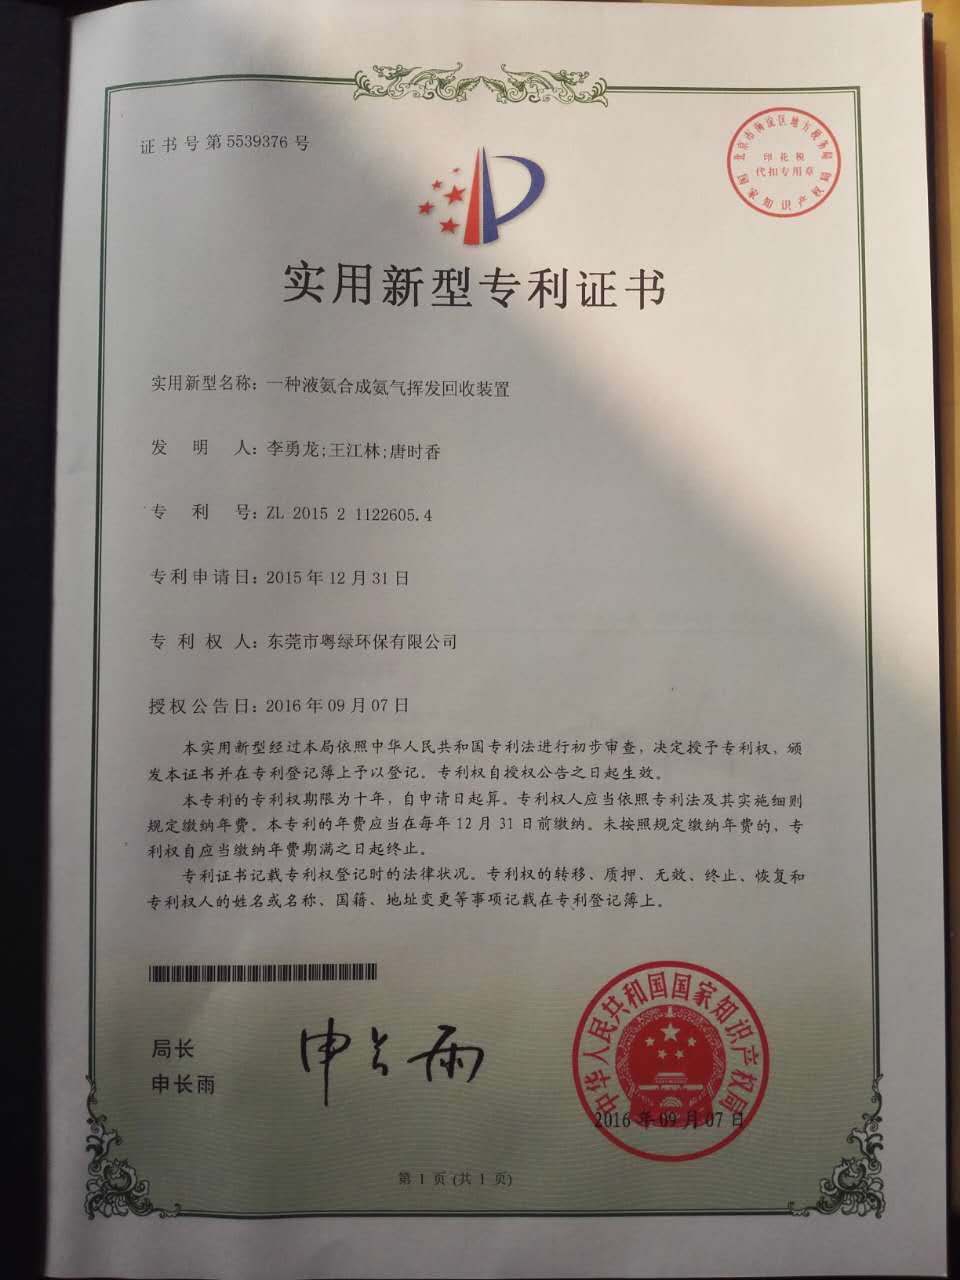 证书号第5539376号
北京市海淀区地方税务局
印花税
代扣专用章
国家知识产权局
实用新型专利证书
实用新型名称：一种液氨合成氨气挥发回收装置
发明人：李勇龙;王江林;唐时香
专利号：ZL 2015 2 1122605.4
专利申请日：2015年12月31日
专利权人：东莞市粤绿环保有限公司
授权公告日：2016年09月07日
本实用新型经过本局依照中华人民共和国专利法进行初步审查，决定授予专利权，颁
发本证书并在专利登记簿上予以登记。专利权自授权公告之日起生效。
本专利的专利权期限为十年，自申请日起算。专利权人应当依照专利法及其实施细则
规定缴纳年费。本专利的年费应当在每年12月31日前缴纳。未按照规定缴纳年费的，专
利权自应当缴纳年费期满之日起终止。
专利证书记载专利权登记时的法律状况。专利权的转移、质押、无效、终止、恢复和
专利权人的姓名或名称、国籍、地址变更等事项记载在专利登记簿上。
局长
申长雨
申长雨
中华人民共和国国家知识产权局
2016年09月07日
第1页(共1页)